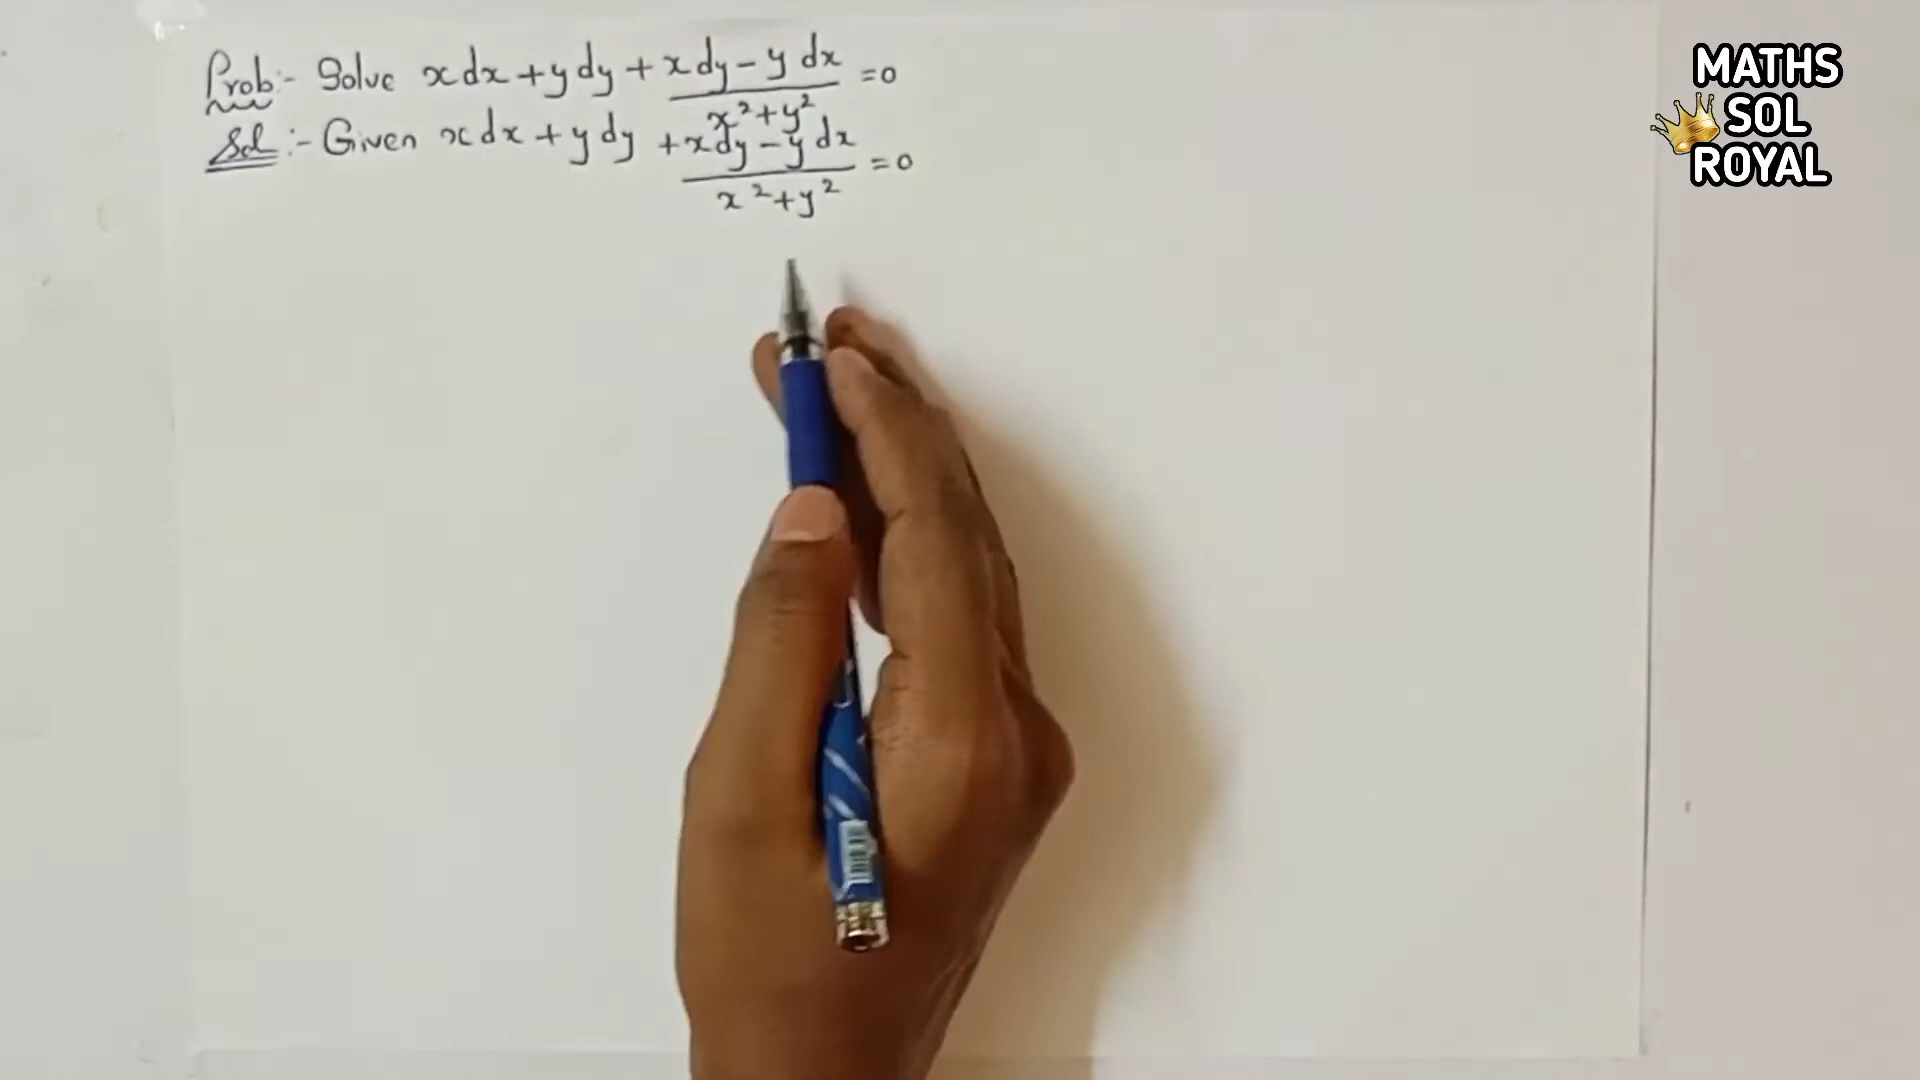 Prob:- Solve x dx + y dy + (x dy - y dx)/(x² + y²) = 0
Sol:- Given x dx + y dy + (x dy - y dx)/(x² + y²) = 0
MATHS
SOL
ROYAL